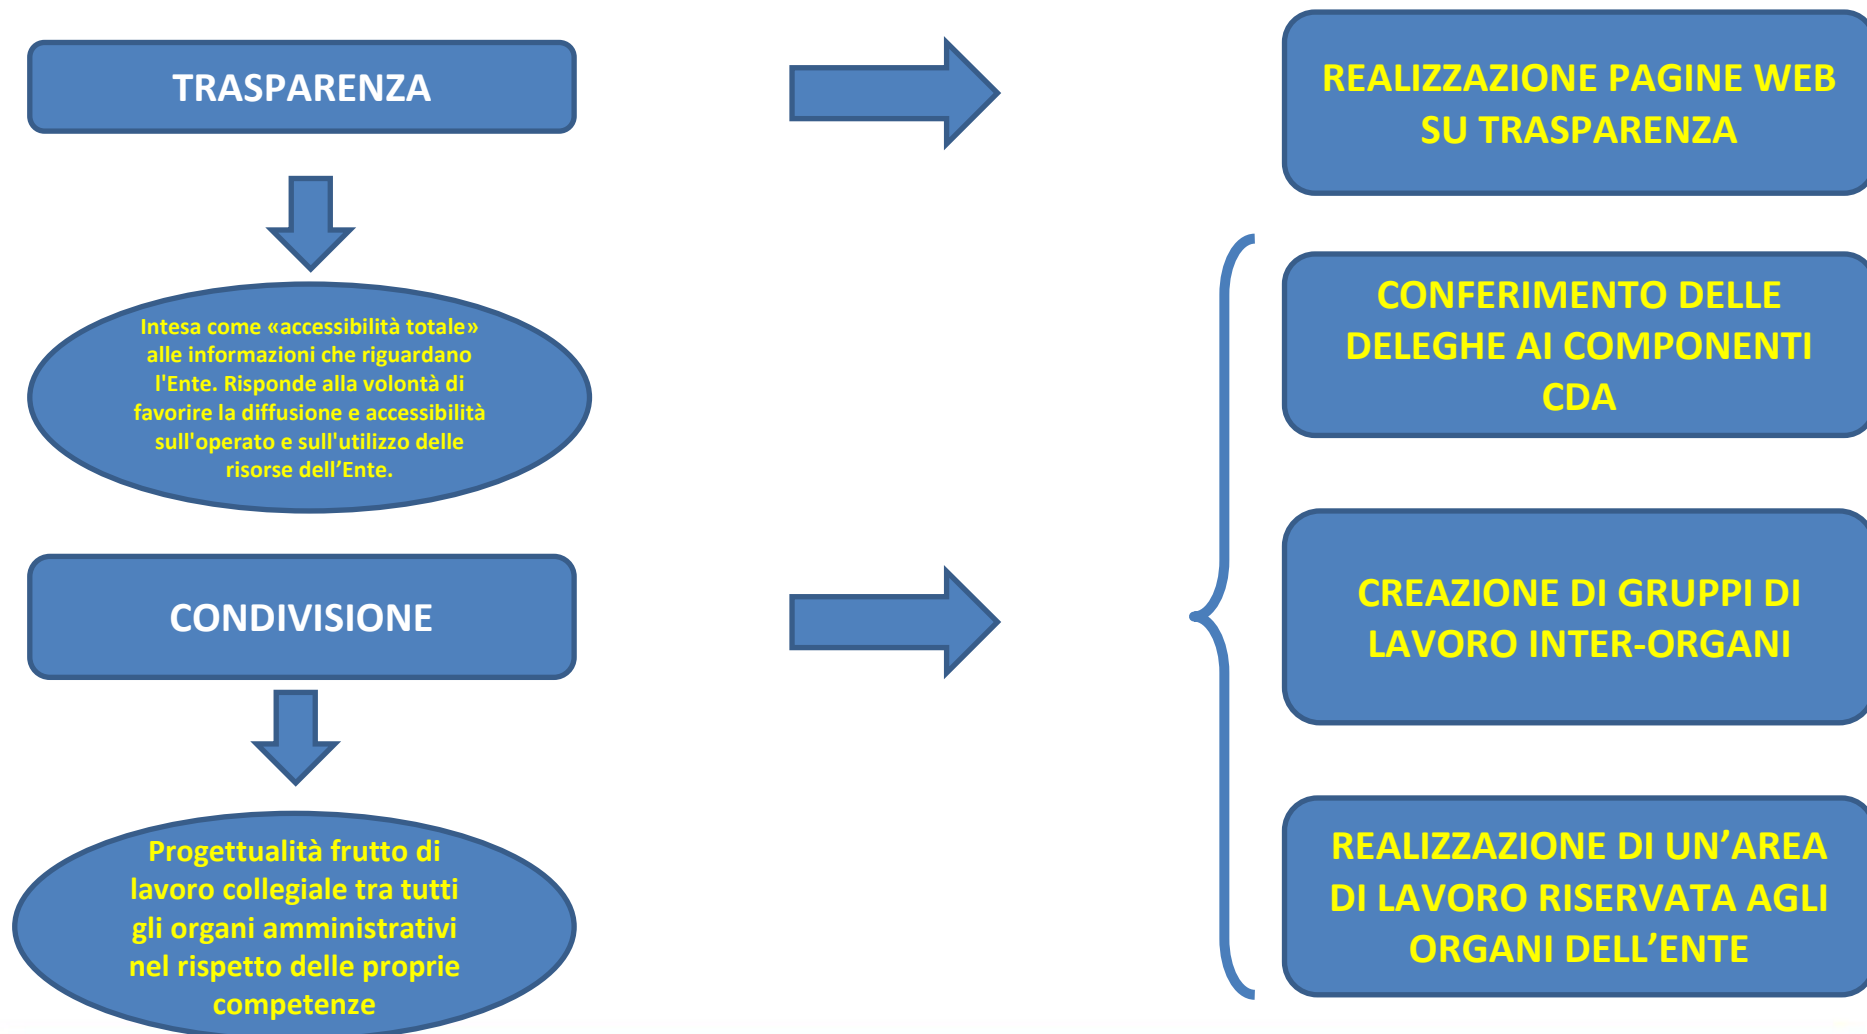 TRASPARENZA
REALIZZAZIONE PAGINE WEB
SU TRASPARENZA
Intesa come «accessibilità totale»
alle informazioni che riguardano
l'Ente. Risponde alla volontà di
favorire la diffusione e accessibilità
sull'operato e sull'utilizzo delle
risorse dell’Ente.
CONDIVISIONE
CONFERIMENTO DELLE
DELEGHE AI COMPONENTI
CDA
CREAZIONE DI GRUPPI DI
LAVORO INTER-ORGANI
REALIZZAZIONE DI UN’AREA
DI LAVORO RISERVATA AGLI
ORGANI DELL’ENTE
Progettualità frutto di
lavoro collegiale tra tutti
gli organi amministrativi
nel rispetto delle proprie
competenze